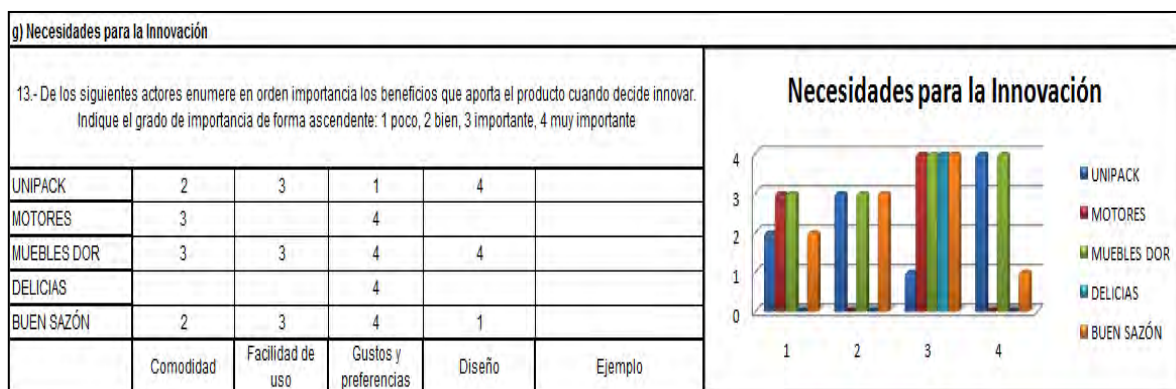 g) Necesidades para la Innovación
13.- De los siguientes actores enumere en orden importancia los beneficios que aporta el producto cuando decide innovar.
Indique el grado de importancia de forma ascendente: 1 poco, 2 bien, 3 importante, 4 muy importante
UNIPACK 2 3 1 4
MOTORES 3 4
MUEBLES DOR 3 3 4 4
DELICIAS 4
BUEN SAZÓN 2 3 4 1
Comodidad Facilidad de uso Gustos y preferencias Diseño Ejemplo
Necesidades para la Innovación
4
3
2
1
0
1 2 3 4
UNIPACK
MOTORES
MUEBLES DOR
DELICIAS
BUEN SAZÓN